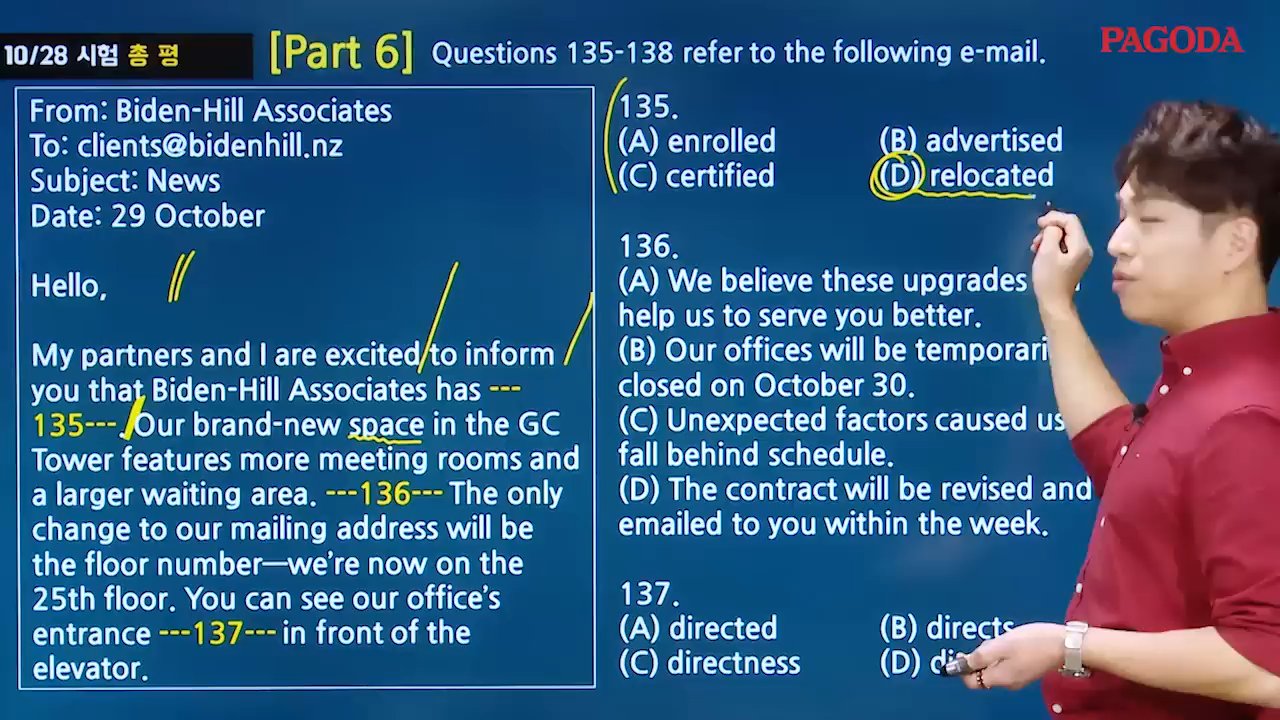 10/28 시험 총 평
[Part 6] Questions 135-138 refer to the following e-mail.
PAGODA
From: Biden-Hill Associates
To: clients@bidenhill.nz
Subject: News
Date: 29 October
Hello,
My partners and I are excited to inform
you that Biden-Hill Associates has ---
135---. Our brand-new space in the GC
Tower features more meeting rooms and
a larger waiting area. ---136--- The only
change to our mailing address will be
the floor number—we're now on the
25th floor. You can see our office's
entrance ---137--- in front of the
elevator.
135.
(A) enrolled (B) advertised
(C) certified (D) relocated
136.
(A) We believe these upgrades
help us to serve you better.
(B) Our offices will be
closed on October 30.
(C) Unexpected factors caused us
fall behind schedule.
(D) The contract will be revised and
emailed to you within the week.
137.
(A) directed (B) directs
(C) directness (D)